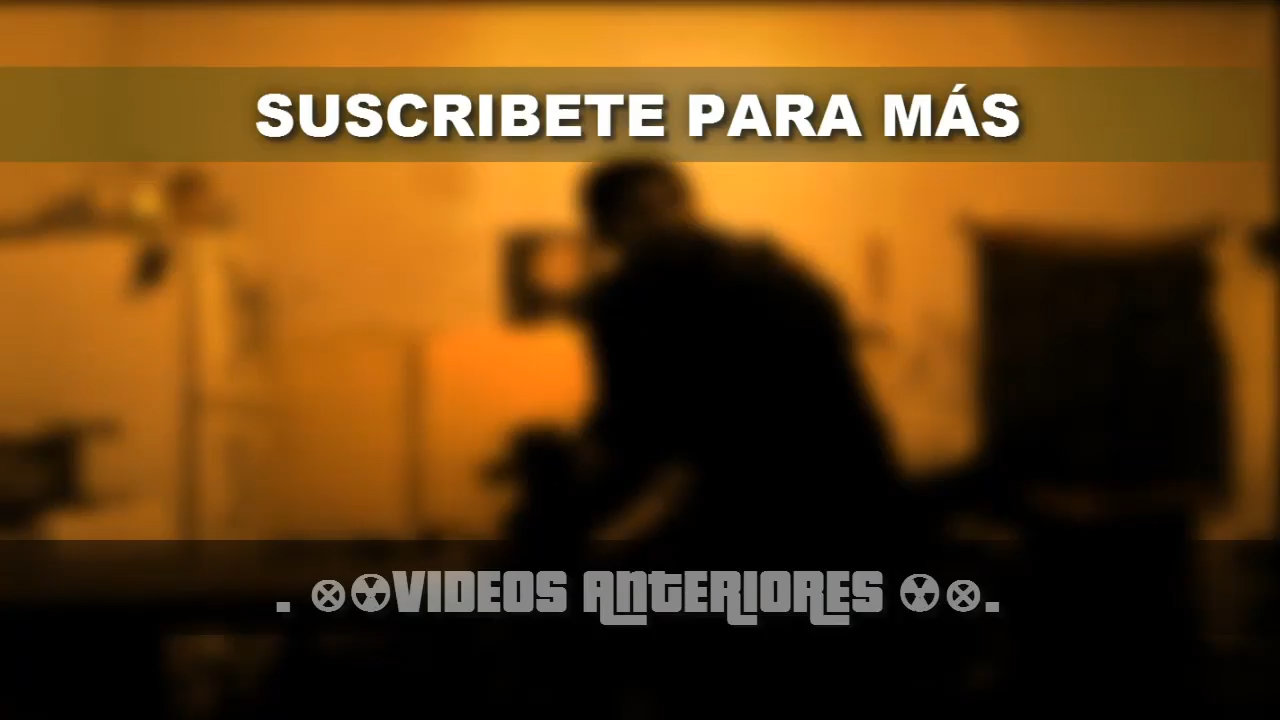 SUSCRIBETE PARA MÁS
. ⊗☢VIDEOS ANTERIORES ☢⊗.